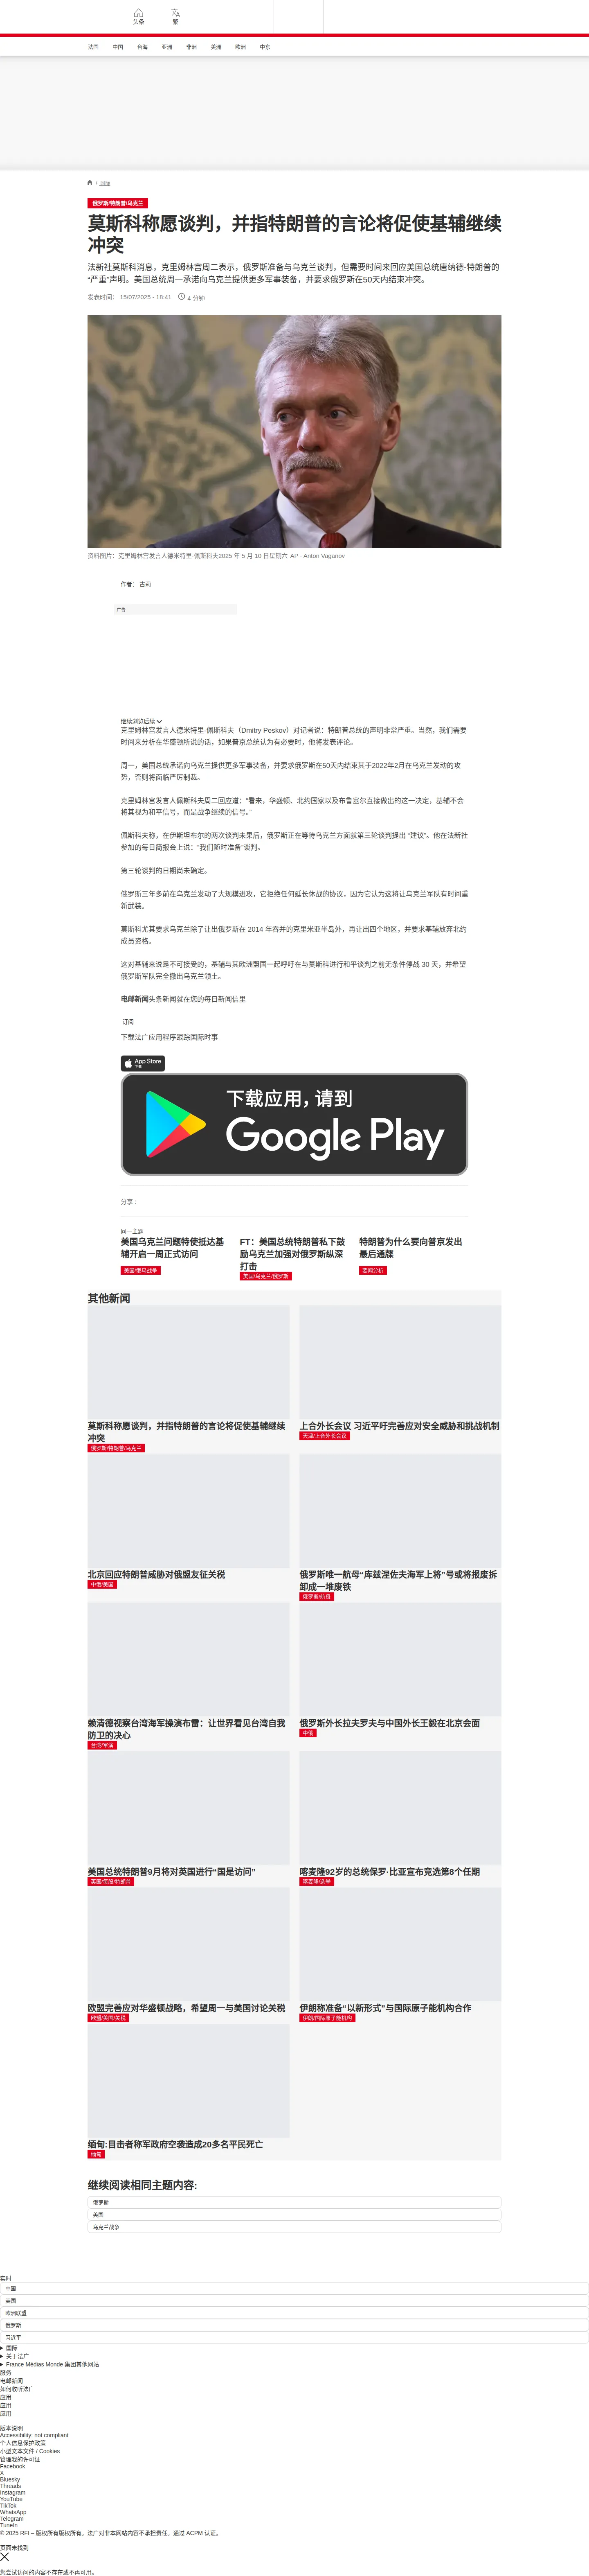 头条
繁
法国 中国 台海 亚洲 非洲 美洲 欧洲 中东
/ 国际
俄罗斯/特朗普/乌克兰
莫斯科称愿谈判，并指特朗普的言论将促使基辅继续
冲突
法新社莫斯科消息，克里姆林宫周二表示，俄罗斯准备与乌克兰谈判，但需要时间来回应美国总统唐纳德-特朗普的
“严重”声明。美国总统周一承诺向乌克兰提供更多军事装备，并要求俄罗斯在50天内结束冲突。
发表时间： 15/07/2025 - 18:41 4 分钟
资料图片：克里姆林宫发言人德米特里·佩斯科夫2025 年 5 月 10 日星期六 AP - Anton Vaganov
作者： 古莉
广告
继续浏览后续
克里姆林宫发言人德米特里-佩斯科夫（Dmitry Peskov）对记者说：特朗普总统的声明非常严重。当然，我们需要
时间来分析在华盛顿所说的话，如果普京总统认为有必要时，他将发表评论。
周一，美国总统承诺向乌克兰提供更多军事装备，并要求俄罗斯在50天内结束其于2022年2月在乌克兰发动的攻
势，否则将面临严厉制裁。
克里姆林宫发言人佩斯科夫周二回应道：“看来，华盛顿、北约国家以及布鲁塞尔直接做出的这一决定，基辅不会
将其视为和平信号，而是战争继续的信号。”
佩斯科夫称，在伊斯坦布尔的两次谈判未果后，俄罗斯正在等待乌克兰方面就第三轮谈判提出 “建议”。他在法新社
参加的每日简报会上说：“我们随时准备”谈判。
第三轮谈判的日期尚未确定。
俄罗斯三年多前在乌克兰发动了大规模进攻，它拒绝任何延长休战的协议，因为它认为这将让乌克兰军队有时间重
新武装。
莫斯科尤其要求乌克兰除了让出俄罗斯在 2014 年吞并的克里米亚半岛外，再让出四个地区，并要求基辅放弃北约
成员资格。
这对基辅来说是不可接受的，基辅与其欧洲盟国一起呼吁在与莫斯科进行和平谈判之前无条件停战 30 天，并希望
俄罗斯军队完全撤出乌克兰领土。
电邮新闻头条新闻就在您的每日新闻信里
订阅
下载法广应用程序跟踪国际时事
App Store
下载
下载应用，请到
Google Play
分享 :
同一主题
美国乌克兰问题特使抵达基
辅开启一周正式访问
美国/俄乌战争
FT：美国总统特朗普私下鼓
励乌克兰加强对俄罗斯纵深
打击
美国/乌克兰/俄罗斯
特朗普为什么要向普京发出
最后通牒
要闻分析
其他新闻
莫斯科称愿谈判，并指特朗普的言论将促使基辅继续
冲突
俄罗斯/特朗普/乌克兰
上合外长会议 习近平吁完善应对安全威胁和挑战机制
天津/上合外长会议
北京回应特朗普威胁对俄盟友征关税
中俄/美国
俄罗斯唯一航母“库兹涅佐夫海军上将”号或将报废拆
卸成一堆废铁
俄罗斯/航母
赖清德视察台湾海军操演布雷：让世界看见台湾自我
防卫的决心
台湾/军演
俄罗斯外长拉夫罗夫与中国外长王毅在北京会面
中俄
美国总统特朗普9月将对英国进行“国是访问”
英国/报验/特朗普
喀麦隆92岁的总统保罗·比亚宣布竞选第8个任期
喀麦隆/选举
欧盟完善应对华盛顿战略，希望周一与美国讨论关税
欧盟/美国/关税
伊朗称准备“以新形式”与国际原子能机构合作
伊朗/国际原子能机构
缅甸:目击者称军政府空袭造成20多名平民死亡
缅甸
继续阅读相同主题内容:
俄罗斯
美国
乌克兰战争
实时
中国
美国
欧洲联盟
俄罗斯
习近平
国际
关于法广
France Médias Monde 集团其他网站
服务
电邮新闻
如何收听法广
应用
应用
应用
版本说明
Accessibility: not compliant
个人信息保护政策
小型文本文件 / Cookies
管理我的许可证
Facebook
X
Bluesky
Threads
Instagram
YouTube
TikTok
WhatsApp
Telegram
TuneIn
© 2025 RFI – 版权所有版权所有。法广对非本网站内容不承担责任。通过 ACPM 认证。
页面未找到
您尝试访问的内容不存在或不再可用。